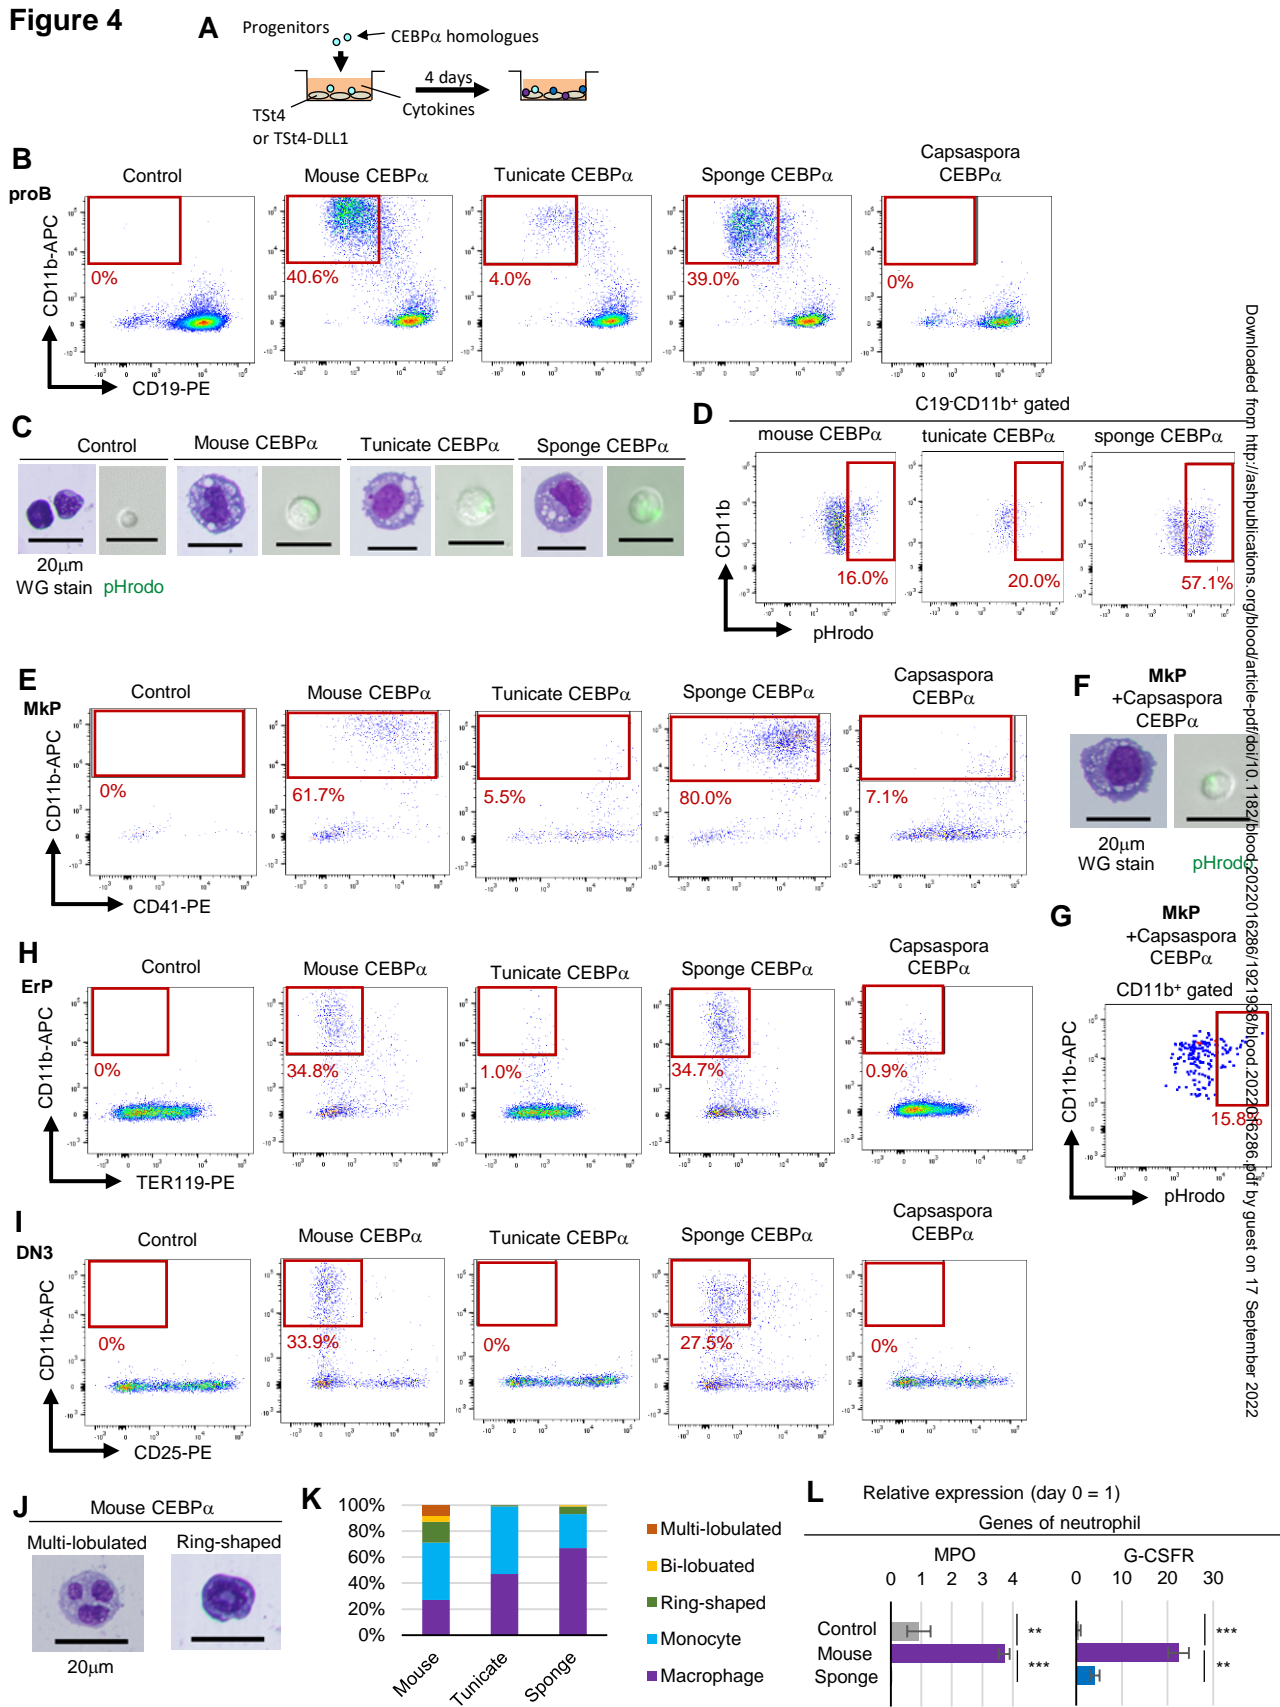 Figure 4
A
Progenitors
CEBPα homologues
4 days
TSt4
or TSt4-DLL1
Cytokines
B
proB
Control
Mouse CEBPα
Tunicate CEBPα
Sponge CEBPα
Capsaspora
CEBPα
CD11b-APC
0%
40.6%
4.0%
39.0%
0%
CD19-PE
C
Control
Mouse CEBPα
Tunicate CEBPα
Sponge CEBPα
20μm
WG stain
pHrodo
D
C19-CD11b+ gated
mouse CEBPα
tunicate CEBPα
sponge CEBPα
CD11b
16.0%
20.0%
57.1%
pHrodo
E
MkP
Control
Mouse CEBPα
Tunicate CEBPα
Sponge CEBPα
Capsaspora
CEBPα
CD11b-APC
0%
61.7%
5.5%
80.0%
7.1%
CD41-PE
F
MkP
+Capsaspora
CEBPα
20μm
WG stain
pHrodo
G
MkP
+Capsaspora
CEBPα
CD11b+ gated
CD11b-APC
15.8%
pHrodo
H
ErP
Control
Mouse CEBPα
Tunicate CEBPα
Sponge CEBPα
Capsaspora
CEBPα
CD11b-APC
0%
34.8%
1.0%
34.7%
0.9%
TER119-PE
I
DN3
Control
Mouse CEBPα
Tunicate CEBPα
Sponge CEBPα
Capsaspora
CEBPα
CD11b-APC
0%
33.9%
0%
27.5%
0%
CD25-PE
J
Mouse CEBPα
Multi-lobulated
Ring-shaped
20μm
K
100%
80%
60%
40%
20%
0%
Mouse
Tunicate
Sponge
Multi-lobulated
Bi-lobuated
Ring-shaped
Monocyte
Macrophage
L
Relative expression (day 0 = 1)
Genes of neutrophil
MPO
G-CSFR
0 1 2 3 4
0 10 20 30
Control
Mouse
Sponge
**
***
***
**
Downloaded from http://ashpublications.org/blood/article-pdf/doi/10.1182/blood.2022016286/1921938/blood.2022016286.pdf by guest on 17 September 2022